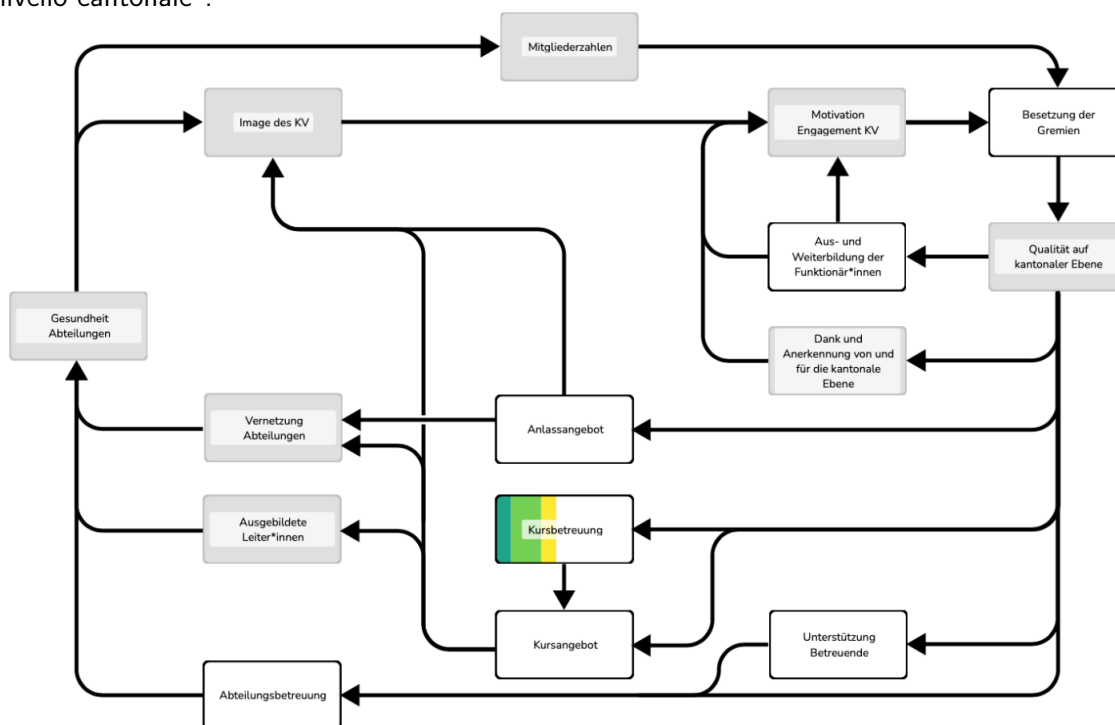 nivello cantonale".
Mitgliederzahlen
Image des KV
Motivation
Engagement KV
Besetzung der
Gremien
Aus- und
Weiterbildung der
Funktionär*innen
Qualität auf
kantonaler Ebene
Gesundheit
Abteilungen
Dank und
Anerkennung von und
für die kantonale
Ebene
Vernetzung
Abteilungen
Anlassangebot
Ausgebildete
Leiter*innen
Kursbetreuung
Kursangebot
Unterstützung
Betreuende
Abteilungsbetreuung